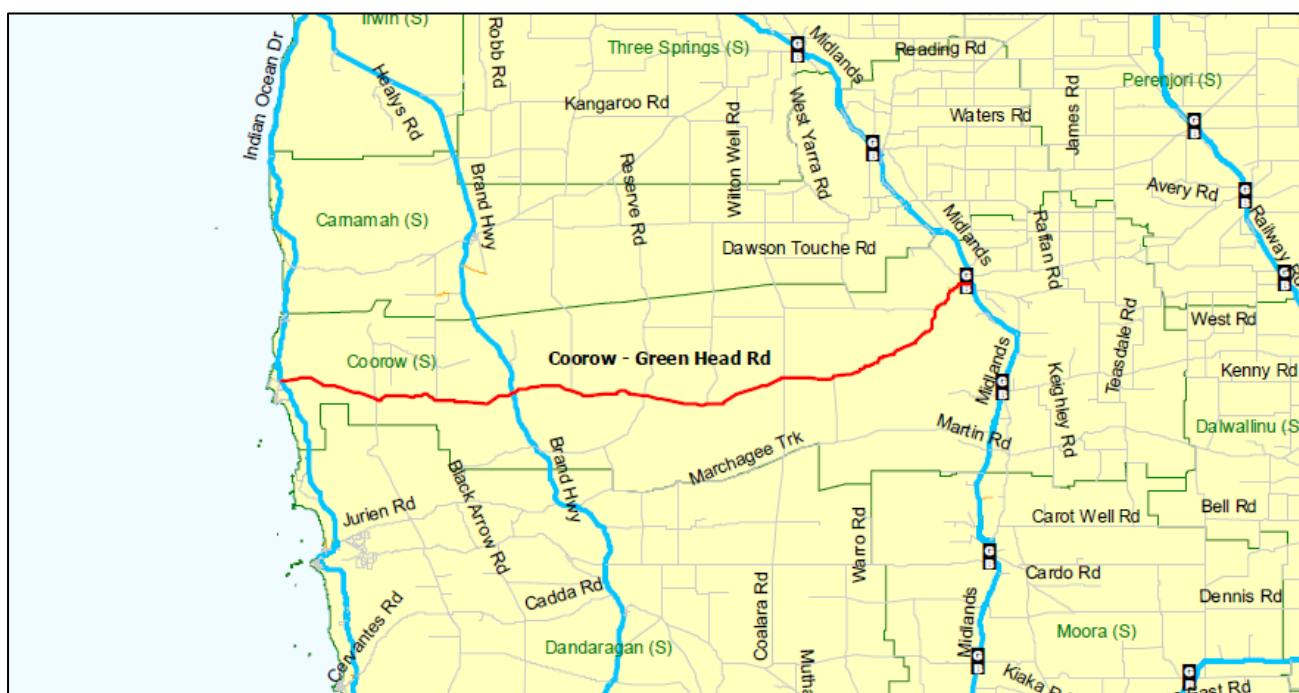 Irwin (S)
Indian Ocean Dr
Healys Rd
Robb Rd
Three Springs (S)
Midlands
Reading Rd
Perenjori (S)
Kangaroo Rd
Wilton Well Rd
West Yarra Rd
Waters Rd
James Rd
Avery Rd
Railway Rd
Carnamah (S)
Brand Hwy
Reserve Rd
Dawson Touche Rd
Midlands
Raffan Rd
Coorow (S)
Coorow - Green Head Rd
Midlands
Keighley Rd
Teasdale Rd
West Rd
Kenny Rd
Dalwallinu (S
Martin Rd
Marchagee Trk
Jurien Rd
Black Arrow Rd
Brand Hwy
Warro Rd
Carot Well Rd
Bell Rd
Cadda Rd
Coalara Rd
Cardo Rd
Dennis Rd
Cervantes Rd
Dandaragan (S)
Midlands
Moora (S)
Kiaka